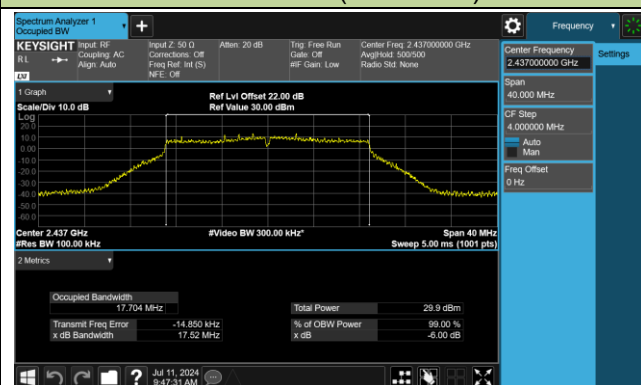 Spectrum Analyzer 1
Occupied BW
+
Frequency
KEYSIGHT Input: RF Input Z: 50 Ω Atten: 20 dB Trig: Free Run Center Freq: 2.437000000 GHz
RL Coupling: AC Corrections: Off Gate: Off Avg|Hold: 500/500
Align: Auto Freq Ref: Int (S) #IF Gain: Low Radio Std: None
NFE: Off
Center Frequency
2.437000000 GHz
Settings
Span
40.000 MHz
CF Step
4.000000 MHz
Auto
Man
Freq Offset
0 Hz
1 Graph
Scale/Div 10.0 dB
Ref Lvl Offset 22.00 dB
Ref Value 30.00 dBm
Log
20.0
10.0
0.00
-10.0
-20.0
-30.0
-40.0
-50.0
-60.0
Center 2.437 GHz #Video BW 300.00 kHz* Span 40 MHz
#Res BW 100.00 kHz Sweep 5.00 ms (1001 pts)
2 Metrics
Occupied Bandwidth
17.704 MHz Total Power 29.9 dBm
Transmit Freq Error -14.850 kHz % of OBW Power 99.00 %
x dB Bandwidth 17.52 MHz x dB -6.00 dB
? Jul 11, 2024
9:47:31 AM